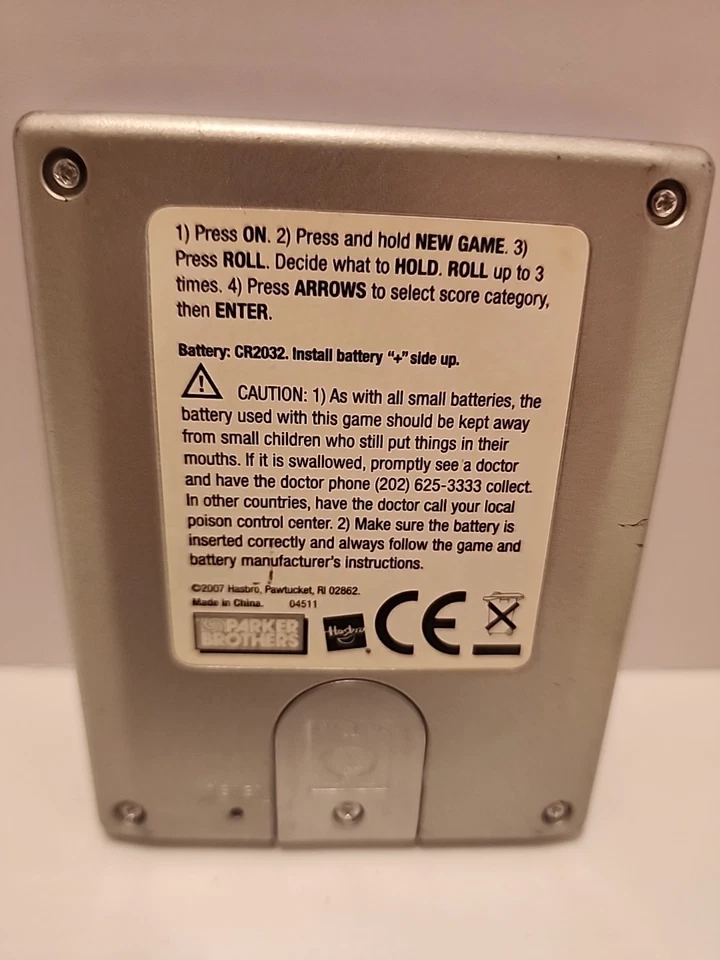 1) Press ON. 2) Press and hold NEW GAME. 3)
Press ROLL. Decide what to HOLD. ROLL up to 3
times. 4) Press ARROWS to select score category,
then ENTER.
Battery: CR2032. Install battery “+” side up.
CAUTION: 1) As with all small batteries, the
battery used with this game should be kept away
from small children who still put things in their
mouths. If it is swallowed, promptly see a doctor
and have the doctor phone (202) 625-3333 collect.
In other countries, have the doctor call your local
poison control center. 2) Make sure the battery is
inserted correctly and always follow the game and
battery manufacturer's instructions.
©2007 Hasbro, Pawtucket, RI 02862.
Made in China. 04511
PARKER
BROTHERS
Hasbro
CE
RESET